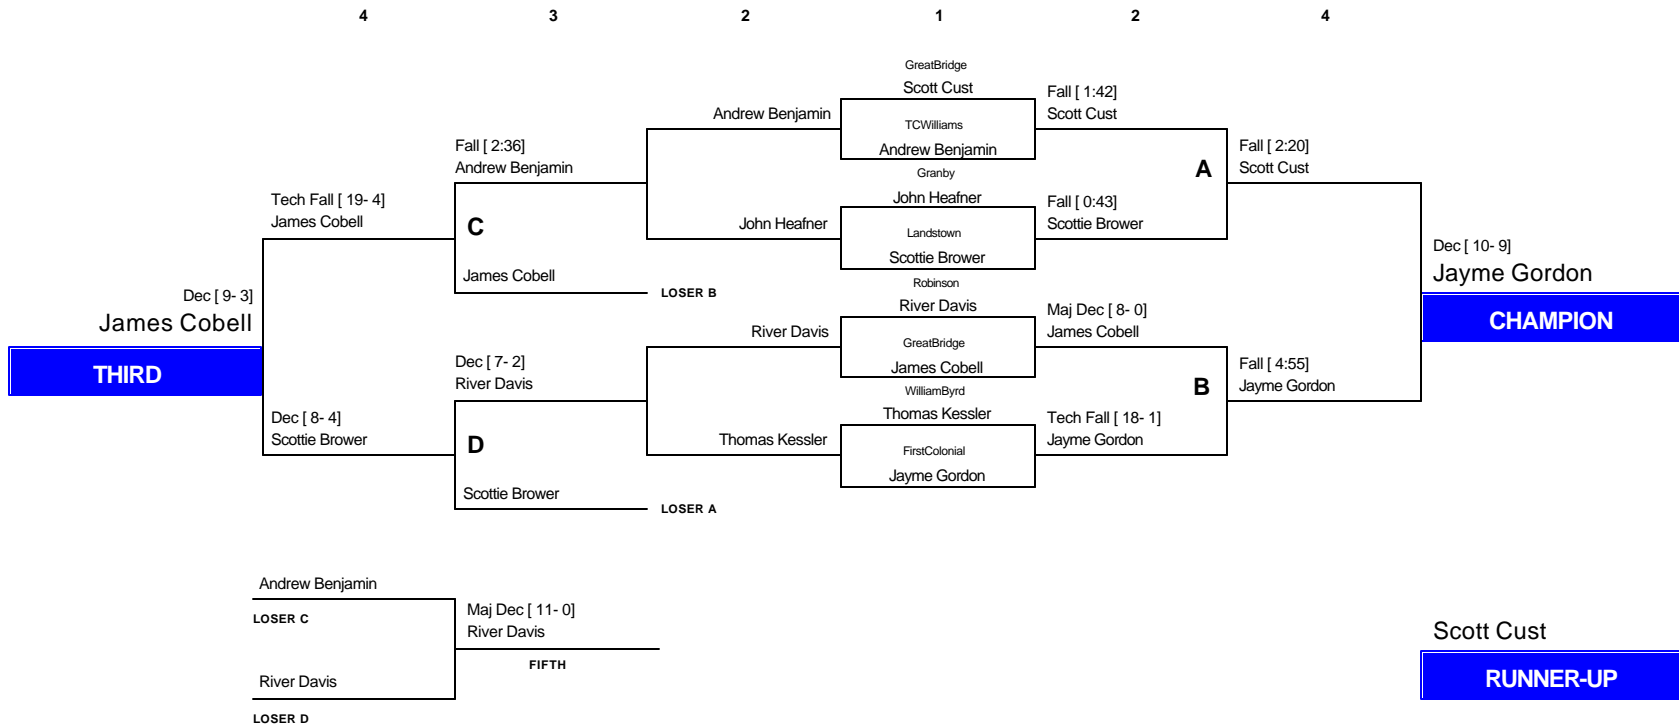 4 3 2 1 2 4
GreatBridge
Scott Cust
Andrew Benjamin
TCWilliams
Andrew Benjamin
Fall [ 1:42]
Scott Cust
Granby
John Heafner
John Heafner
Landstown
Scottie Brower
Fall [ 0:43]
Scottie Brower
A
Fall [ 2:20]
Scott Cust
Fall [ 2:36]
Andrew Benjamin
Tech Fall [ 19- 4]
James Cobell
C
James Cobell
LOSER B
Robinson
River Davis
River Davis
GreatBridge
James Cobell
Maj Dec [ 8- 0]
James Cobell
WilliamByrd
Thomas Kessler
Thomas Kessler
FirstColonial
Jayme Gordon
Tech Fall [ 18- 1]
Jayme Gordon
B
Fall [ 4:55]
Jayme Gordon
Dec [ 10- 9]
Jayme Gordon
CHAMPION
Dec [ 9- 3]
James Cobell
THIRD
Dec [ 7- 2]
River Davis
Dec [ 8- 4]
Scottie Brower
D
Scottie Brower
LOSER A
Andrew Benjamin
LOSER C
Maj Dec [ 11- 0]
River Davis
FIFTH
River Davis
LOSER D
Scott Cust
RUNNER-UP